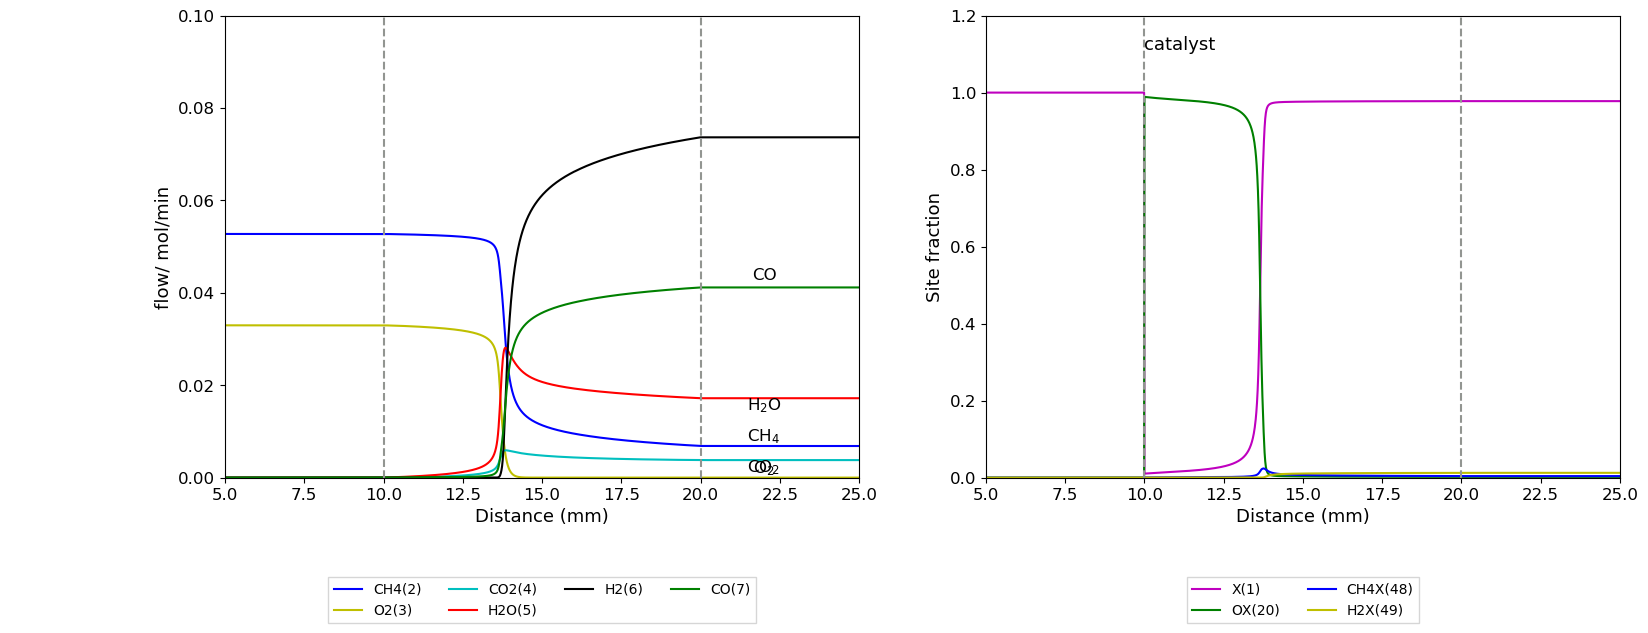 0.10
0.08
0.06
0.04
0.02
0.00
flow/ mol/min
CO
H₂O
CH₄
CO₂
O₂
5.0 7.5 10.0 12.5 15.0 17.5 20.0 22.5 25.0
Distance (mm)
CH4(2) CO2(4) H2(6) CO(7)
O2(3) H2O(5)
1.2
1.0
0.8
0.6
0.4
0.2
0.0
Site fraction
catalyst
5.0 7.5 10.0 12.5 15.0 17.5 20.0 22.5 25.0
Distance (mm)
X(1) CH4X(48)
OX(20) H2X(49)